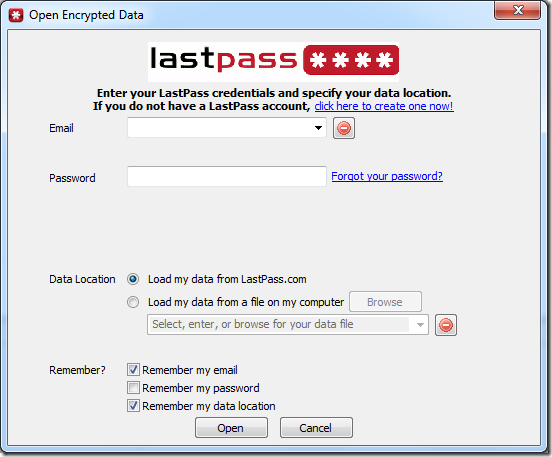 Open Encrypted Data
lastpass ****
Enter your LastPass credentials and specify your data location.
If you do not have a LastPass account, click here to create one now!
Email
Password Forgot your password?
Data Location Load my data from LastPass.com
Load my data from a file on my computer Browse
Select, enter, or browse for your data file
Remember? Remember my email
Remember my password
Remember my data location
Open Cancel